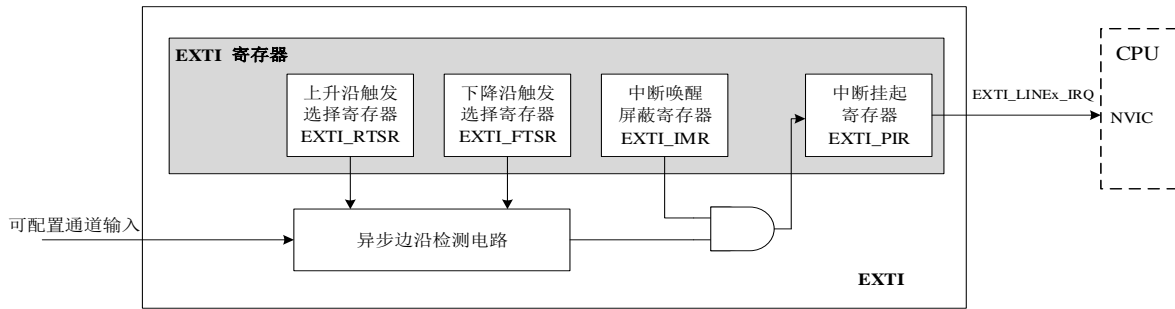 EXTI 寄存器
上升沿触发
选择寄存器
EXTI_RTSR
下降沿触发
选择寄存器
EXTI_FTSR
中断唤醒
屏蔽寄存器
EXTI_IMR
中断挂起
寄存器
EXTI_PIR
EXTI_LINEx_IRQ
CPU
NVIC
可配置通道输入
异步边沿检测电路
EXTI